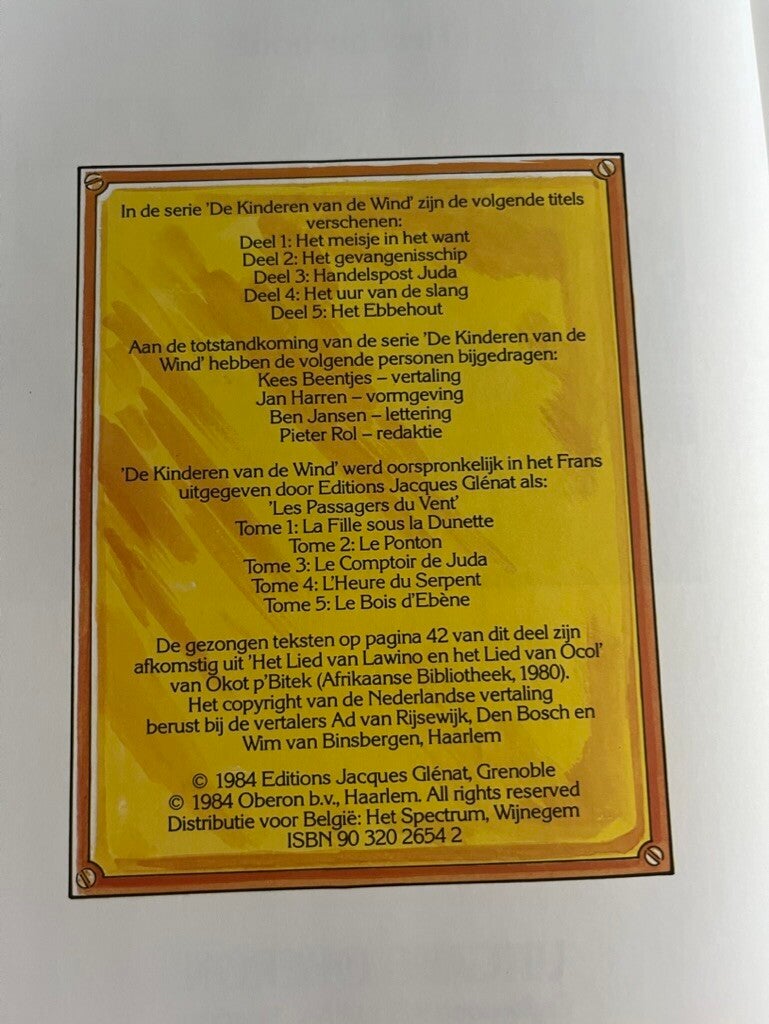 In de serie 'De Kinderen van de Wind' zijn de volgende titels
verschenen:
Deel 1: Het meisje in het want
Deel 2: Het gevangenisschip
Deel 3: Handelspost Juda
Deel 4: Het uur van de slang
Deel 5: Het Ebbehout
Aan de totstandkoming van de serie 'De Kinderen van de
Wind' hebben de volgende personen bijgedragen:
Kees Beentjes – vertaling
Jan Harren – vormgeving
Ben Jansen – lettering
Pieter Rol – redaktie
'De Kinderen van de Wind' werd oorspronkelijk in het Frans
uitgegeven door Editions Jacques Glénat als:
'Les Passagers du Vent'
Tome 1: La Fille sous la Dunette
Tome 2: Le Ponton
Tome 3: Le Comptoir de Juda
Tome 4: L'Heure du Serpent
Tome 5: Le Bois d'Ebène
De gezongen teksten op pagina 42 van dit deel zijn
afkomstig uit 'Het Lied van Lawino en het Lied van Ocol'
van Okot p'Bitek (Afrikaanse Bibliotheek, 1980).
Het copyright van de Nederlandse vertaling
berust bij de vertalers Ad van Rijsewijk, Den Bosch en
Wim van Binsbergen, Haarlem
© 1984 Editions Jacques Glénat, Grenoble
© 1984 Oberon b.v., Haarlem. All rights reserved
Distributie voor België: Het Spectrum, Wijnegem
ISBN 90 320 2654 2